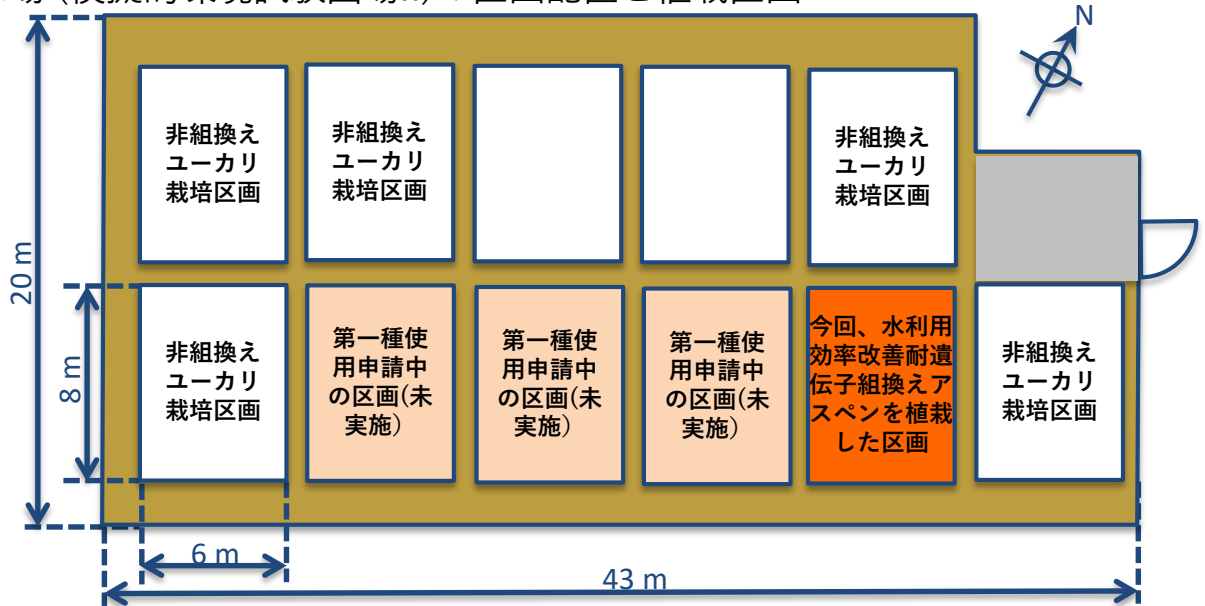 N
非組換え
ユーカリ
栽培区画
非組換え
ユーカリ
栽培区画
非組換え
ユーカリ
栽培区画
20 m
8 m
非組換え
ユーカリ
栽培区画
第一種使
用申請中
の区画(未
実施）
第一種使
用申請中
の区画(未
実施）
第一種使
用申請中
の区画(未
実施）
今回、水利用
効率改善耐遺
伝子組換えア
スペンを植栽
した区画
非組換え
ユーカリ
栽培区画
6 m
43 m